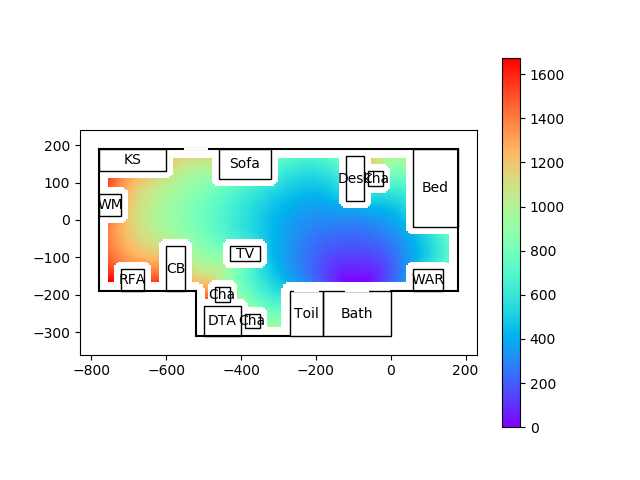 KS
Sofa
Desk
Cha
Bed
WM
TV
RFA
CB
WAR
Cha
DTA
Cha
Toil
Bath
200
100
0
−100
−200
−300
−800
−600
−400
−200
0
200
1600
1400
1200
1000
800
600
400
200
0